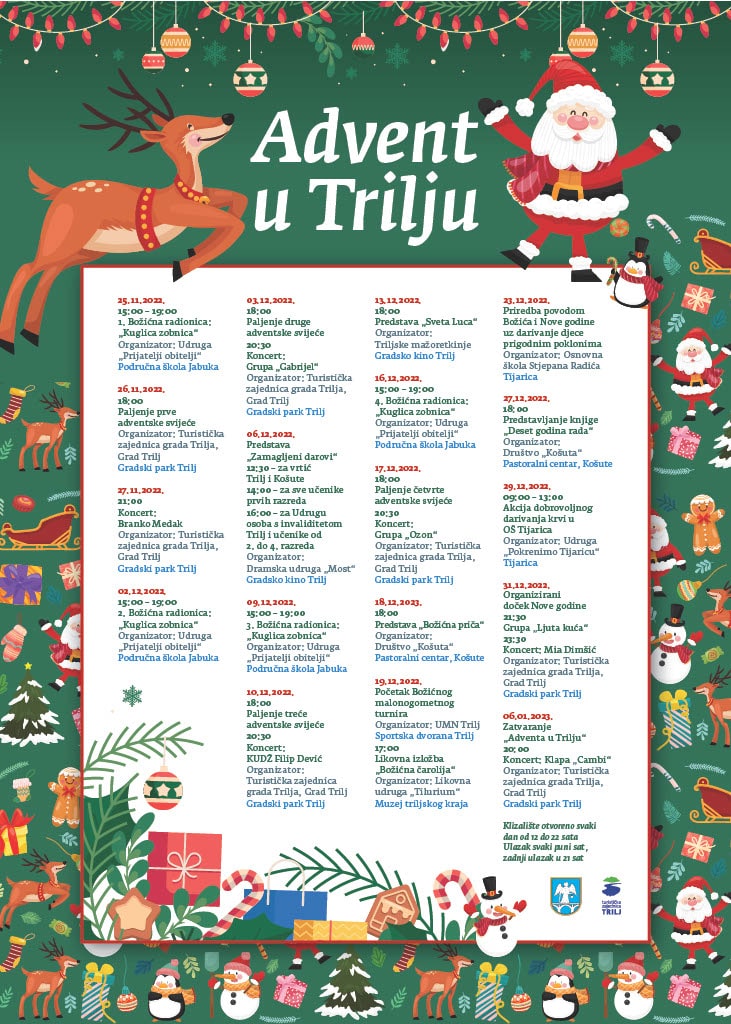 Advent
u Trilju
25.11.2022.
15:00 – 19:00
1. Božićna radionica:
„Kuglica zobnica“
Organizator: Udruga
„Prijatelji obitelji“
Područna škola Jabuka
26.11.2022.
18:00
Paljenje prve
adventske svijeće
Organizator: Turistička
zajednica grada Trilja,
Grad Trilj
Gradski park Trilj
27.11.2022.
21:00
Koncert:
Branko Medak
Organizator: Turistička
zajednica grada Trilja,
Grad Trilj
Gradski park Trilj
02.12.2022.
15:00 – 19:00
2. Božićna radionica:
„Kuglica zobnica“
Organizator: Udruga
„Prijatelji obitelji“
Područna škola Jabuka
03.12.2022.
18:00
Paljenje druge
adventske svijeće
20:30
Koncert:
Grupa „Gabrijel“
Organizator: Turistička
zajednica grada Trilja,
Grad Trilj
Gradski park Trilj
06.12.2022.
Predstava
„Zamagljeni darovi“
12:30 – za vrtić
Trilj i Košute
14:00 – za sve učenike
prvih razreda
16:00 – za Udrugu
osoba s invaliditetom
Trilj i učenike od
2. do 4. razreda
Organizator:
Dramska udruga „Most“
Gradsko kino Trilj
09.12.2022.
15:00 – 19:00
3. Božićna radionica:
„Kuglica zobnica“
Organizator: Udruga
„Prijatelji obitelji“
Područna škola Jabuka
10.12.2022.
18:00
Paljenje treće
adventske svijeće
20:30
Koncert:
KUDŽ Filip Dević
Organizator:
Turistička zajednica
grada Trilja, Grad Trilj
Gradski park Trilj
13.12.2022.
18:00
Predstava „Sveta Luca“
Organizator:
Triljske mažoretkinje
Gradsko kino Trilj
16.12.2022.
15:00 – 19:00
4. Božićna radionica:
„Kuglica zobnica“
Organizator: Udruga
„Prijatelji obitelji“
Područna škola Jabuka
17.12.2022.
18:00
Paljenje četvrte
adventske svijeće
20:30
Koncert:
Grupa „Ozon“
Organizator: Turistička
zajednica grada Trilja,
Grad Trilj
Gradski park Trilj
18.12.2023.
18:00
Predstava „Božićna priča“
Organizator:
Društvo „Košuta“
Pastoralni centar, Košute
19.12.2022.
Početak Božićnog
malonogometnog
turnira
Organizator: UMN Trilj
Sportska dvorana Trilj
17:00
Likovna izložba
„Božićna čarolija“
Organizator: Likovna
udruga „Tilurium“
Muzej triljskog kraja
23.12.2022.
Priredba povodom
Božića i Nove godine
uz darivanje djece
prigodnim poklonima
Organizator: Osnovna
škola Stjepana Radića
Tijarica
27.12.2022.
18:00
Predstavljanje knjige
„Deset godina rada“
Organizator:
Društvo „Košuta“
Pastoralni centar, Košute
29.12.2022.
09:00 – 13:00
Akcija dobrovoljnog
darivanja krvi u
OŠ Tijarica
Organizator: Udruga
„Pokrenimo Tijaricu“
Tijarica
31.12.2022.
Organizirani
doček Nove godine
21:30
Grupa „Ljuta kuća“
23:30
Koncert: Mia Dimšić
Organizator: Turistička
zajednica grada Trilja,
Grad Trilj
Gradski park Trilj
06.01.2023.
Zatvaranje
„Adventa u Trilju“
20:00
Koncert: Klapa „Cambi“
Organizator: Turistička
zajednica grada Trilja,
Grad Trilj
Gradski park Trilj
Klizalište otvoreno svaki
dan od 12 do 22 sata
Ulazak svaki puni sat,
zadnji ulazak u 21 sat
turistička
zajednica
TRILJ